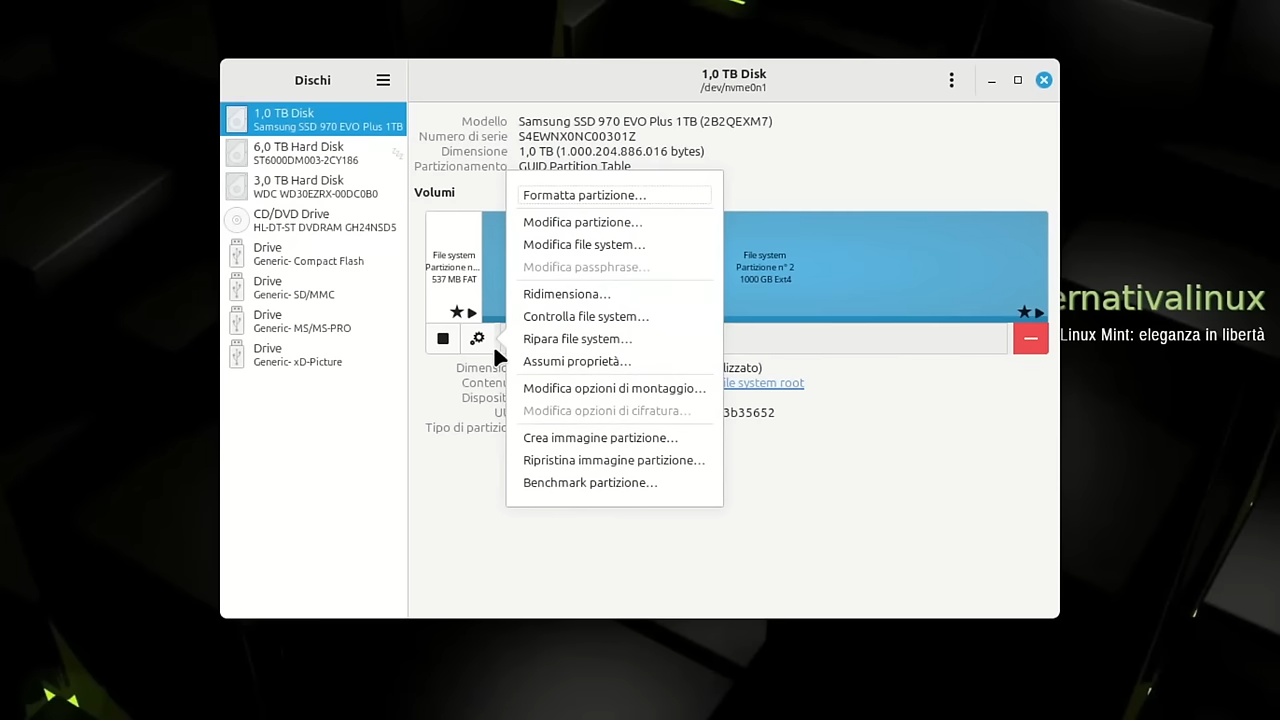 Dischi
1,0 TB Disk
/dev/nvme0n1
1,0 TB Disk
Samsung SSD 970 EVO Plus 1TB
6,0 TB Hard Disk
ST6000DM003-2CY186
3,0 TB Hard Disk
WDC WD30EZRX-00DC0B0
CD/DVD Drive
HL-DT-ST DVDRAM GH24NSD5
Drive
Generic- Compact Flash
Drive
Generic- SD/MMC
Drive
Generic- MS/MS-PRO
Drive
Generic- xD-Picture
Modello Samsung SSD 970 EVO Plus 1TB (2B2QEXM7)
Numero di serie S4EWNX0NC00301Z
Dimensione 1,0 TB (1.000.204.886.016 bytes)
Partizionamento GUID Partition Table
Volumi
File system
Partizione n...
537 MB FAT
File system
Partizione n° 2
1000 GB Ext4
Formatta partizione…
Modifica partizione…
Modifica file system…
Modifica passphrase…
Ridimensiona…
Controlla file system…
Ripara file system…
Assumi proprietà…
Modifica opzioni di montaggio…
Modifica opzioni di cifratura…
Crea immagine partizione…
Ripristina immagine partizione…
Benchmark partizione…
Dimensio lizzato)
Contenu ile system root
Disposit
UU 3b35652
Tipo di partizio
ernativalinux
Linux Mint: eleganza in libertà